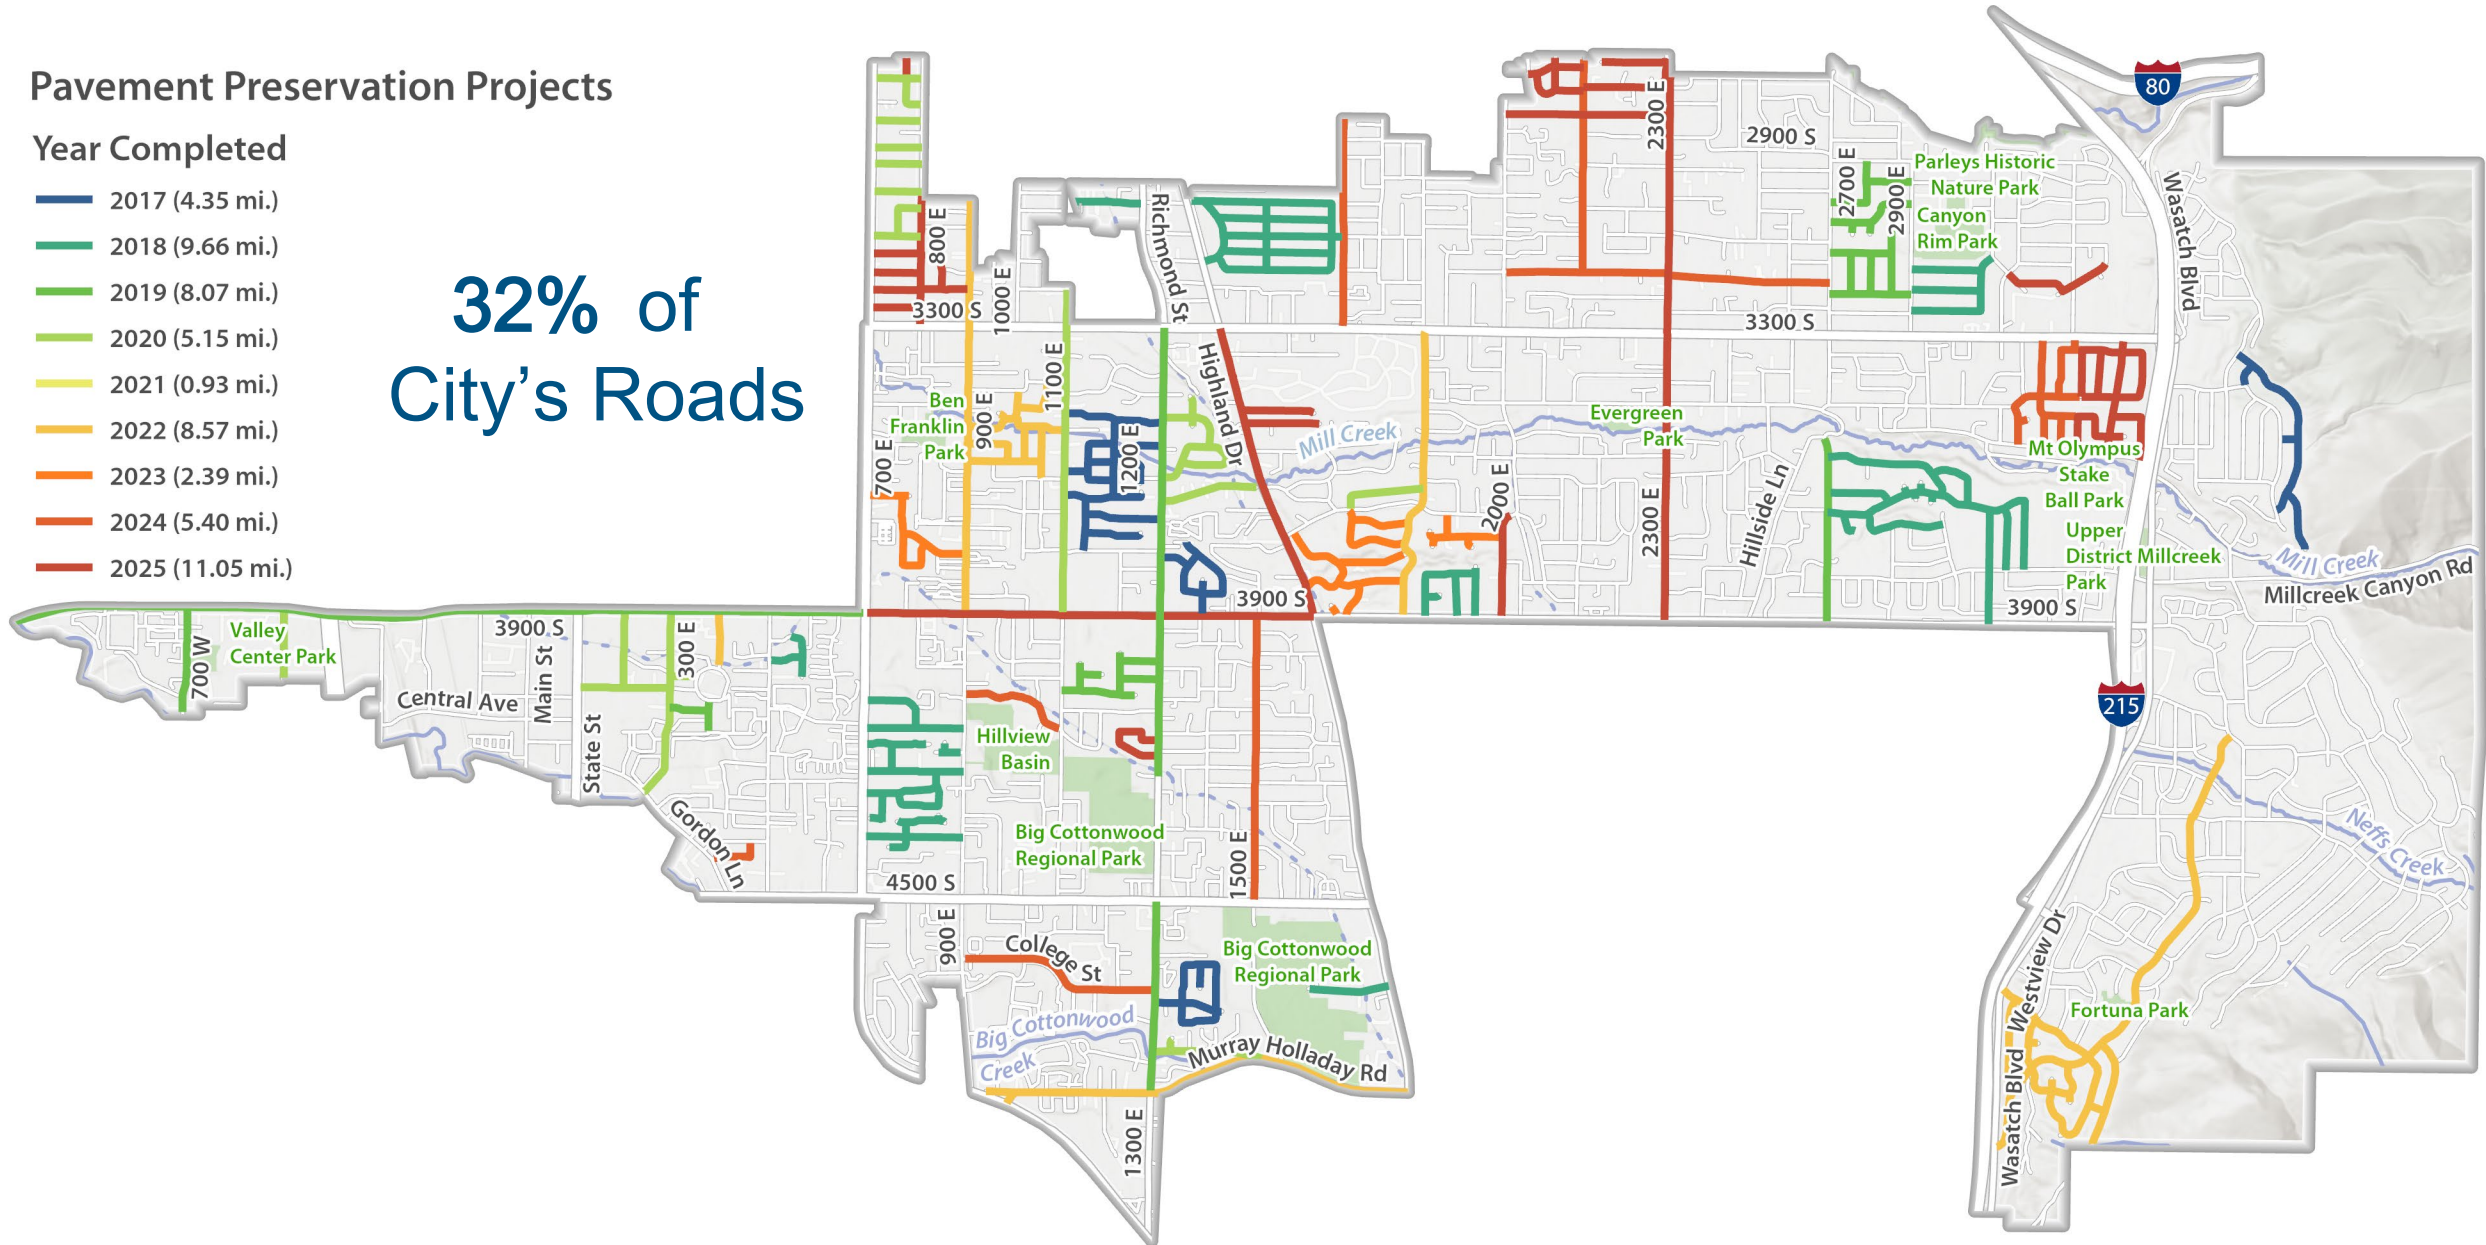 Pavement Preservation Projects
Year Completed
2017 (4.35 mi.)
2018 (9.66 mi.)
2019 (8.07 mi.)
2020 (5.15 mi.)
2021 (0.93 mi.)
2022 (8.57 mi.)
2023 (2.39 mi.)
2024 (5.40 mi.)
2025 (11.05 mi.)
32% of
City's Roads
80
2300 E
2900 S
2700 E
2900 E
Parleys Historic
Nature Park
Canyon
Rim Park
Wasatch Blvd
800 E
Richmond St
1000 E
3300 S
3300 S
Ben
Franklin
Park
900 E
1100 E
1200 E
Highland Dr
Mill Creek
Evergreen
Park
700 E
2000 E
2300 E
Hillside Ln
Mt Olympus
Stake
Ball Park
Upper
District Millcreek
Park
Mill Creek
Millcreek Canyon Rd
3900 S
3900 S
3900 S
700 W
Valley
Center Park
Central Ave
Main St
State St
300 E
Gordon Ln
Hillview
Basin
Big Cottonwood
Regional Park
1500 E
4500 S
215
Neffs Creek
900 E
College St
Big Cottonwood
Regional Park
Big Cottonwood
Creek
Murray Holladay Rd
1300 E
Westview Dr
Fortuna Park
Wasatch Blvd